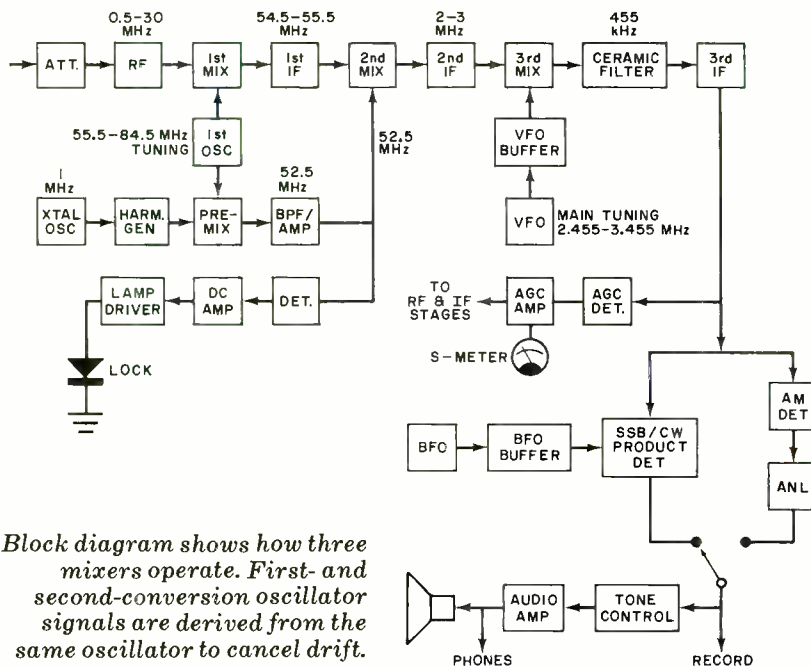 0.5-30
MHz
54.5-55.5
MHz
2-3
MHz
455
kHz
ATT.
RF
1st
MIX
1st
IF
2nd
MIX
2nd
IF
3rd
MIX
CERAMIC
FILTER
3rd
IF
55.5-84.5 MHz
TUNING
1st
OSC
52.5
MHz
VFO
BUFFER
1
MHz
52.5
MHz
XTAL
OSC
HARM.
GEN
PRE-
MIX
BPF/
AMP
VFO
MAIN TUNING
2.455-3.455 MHz
LAMP
DRIVER
DC
AMP
DET.
TO
RF & IF
STAGES
AGC
AMP
AGC
DET.
LOCK
S-METER
AM
DET
BFO
BFO
BUFFER
SSB/CW
PRODUCT
DET
ANL
Block diagram shows how three
mixers operate. First- and
second-conversion oscillator
signals are derived from the
same oscillator to cancel drift.
AUDIO
AMP
TONE
CONTROL
PHONES
RECORD